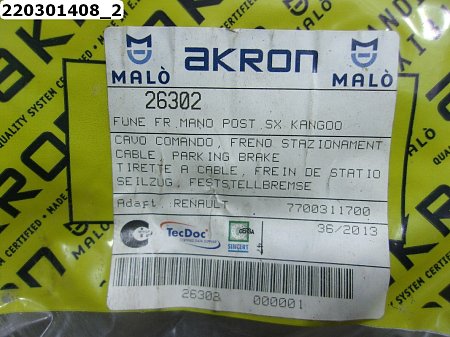 220301408_2
MALÒ AKRON MALÒ
26302
FUNE FR.MANO POST.SX KANGOO
CAVO COMANDO, FRENO STAZIONAMENT
CABLE, PARKING BRAKE
TIRETTE A CABLE, FREIN DE STATIO
SEILZUG, FESTSTELLBREMSE
Adapt. RENAULT 7700311700
TecDoc 36/2013
SINCERT
26302 000001